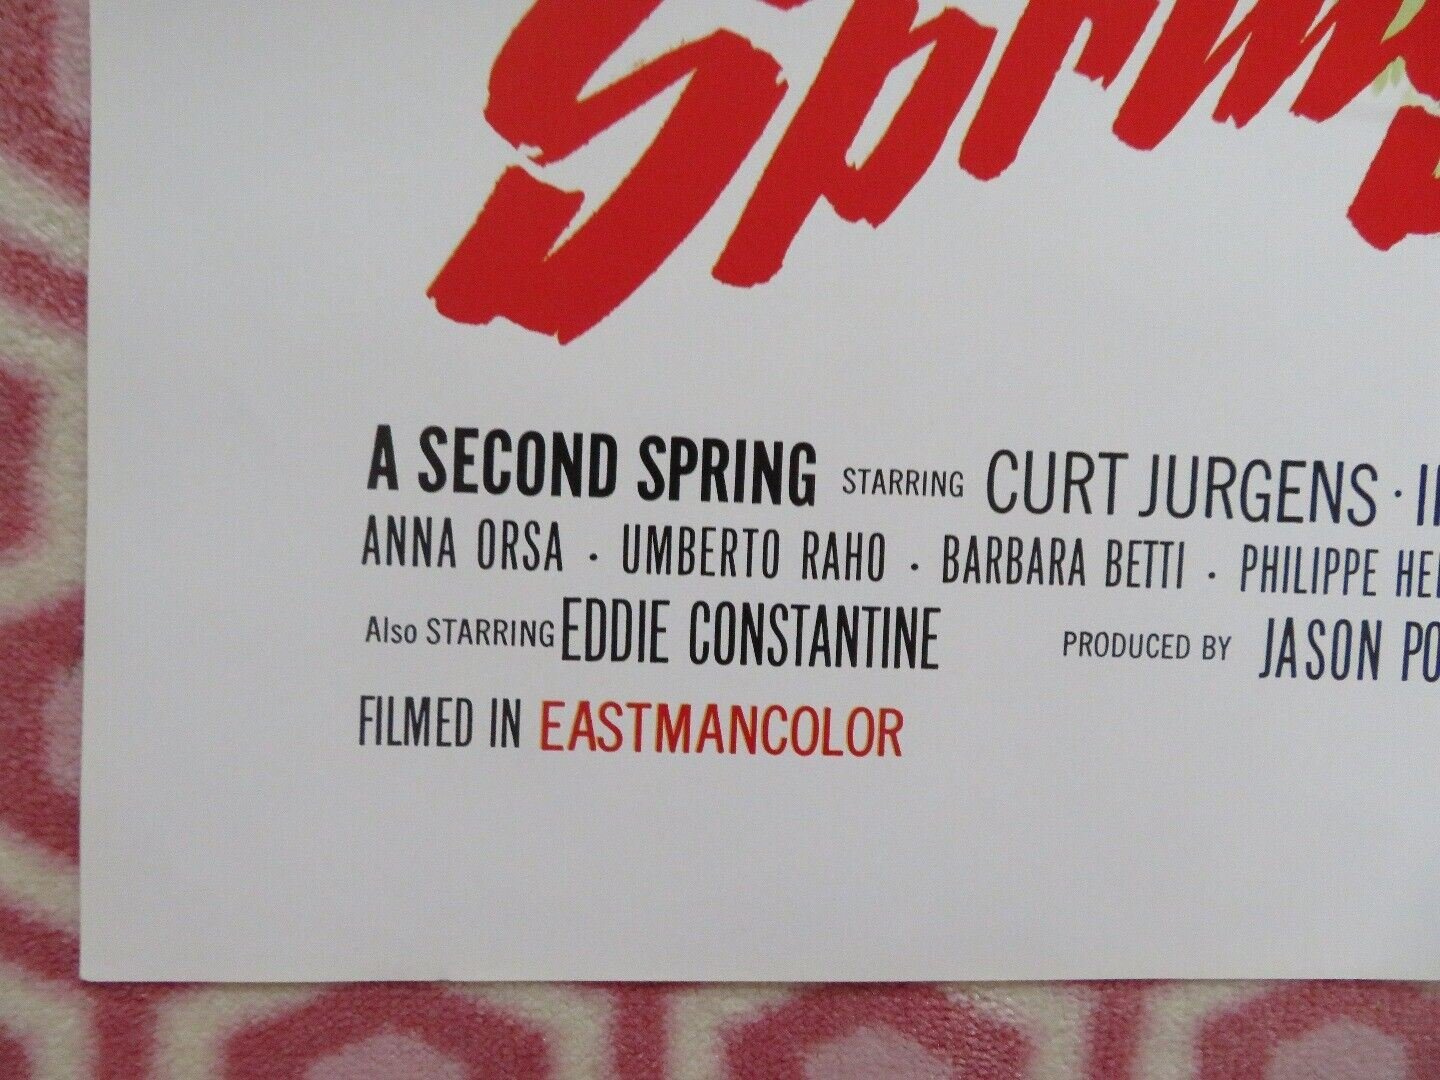 Spring
A SECOND SPRING STARRING CURT JURGENS ·
ANNA ORSA · UMBERTO RAHO · BARBARA BETTI · PHILIPPE
Also STARRING EDDIE CONSTANTINE PRODUCED BY JASON
FILMED IN EASTMANCOLOR